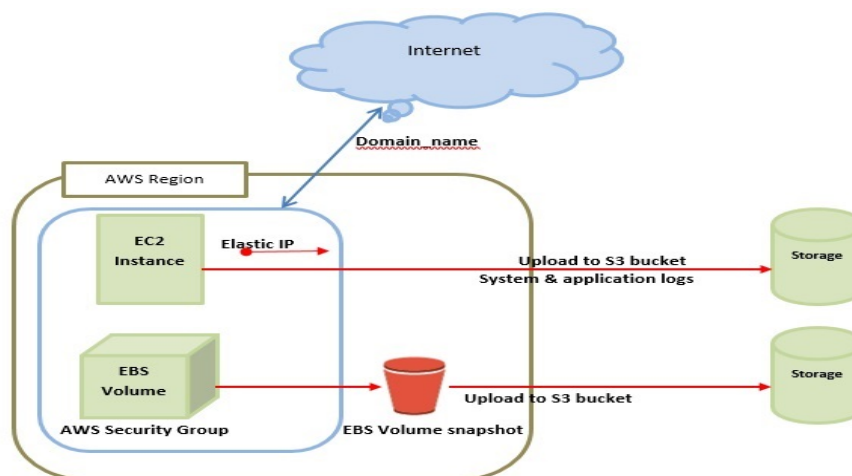 Internet
Domain_name
AWS Region
EC2
Instance
Elastic IP
Upload to S3 bucket
System & application logs
Storage
EBS
Volume
AWS Security Group
EBS Volume snapshot
Upload to S3 bucket
Storage